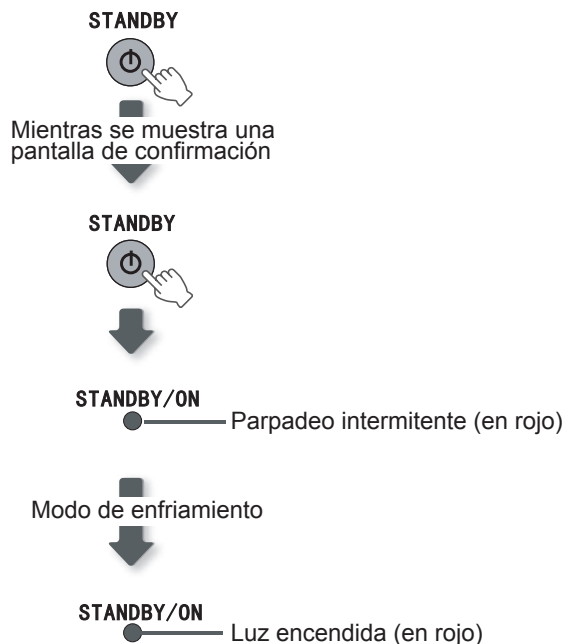 STANDBY
Mientras se muestra una
pantalla de confirmación
STANDBY
STANDBY/ON
Parpadeo intermitente (en rojo)
Modo de enfriamiento
STANDBY/ON
Luz encendida (en rojo)